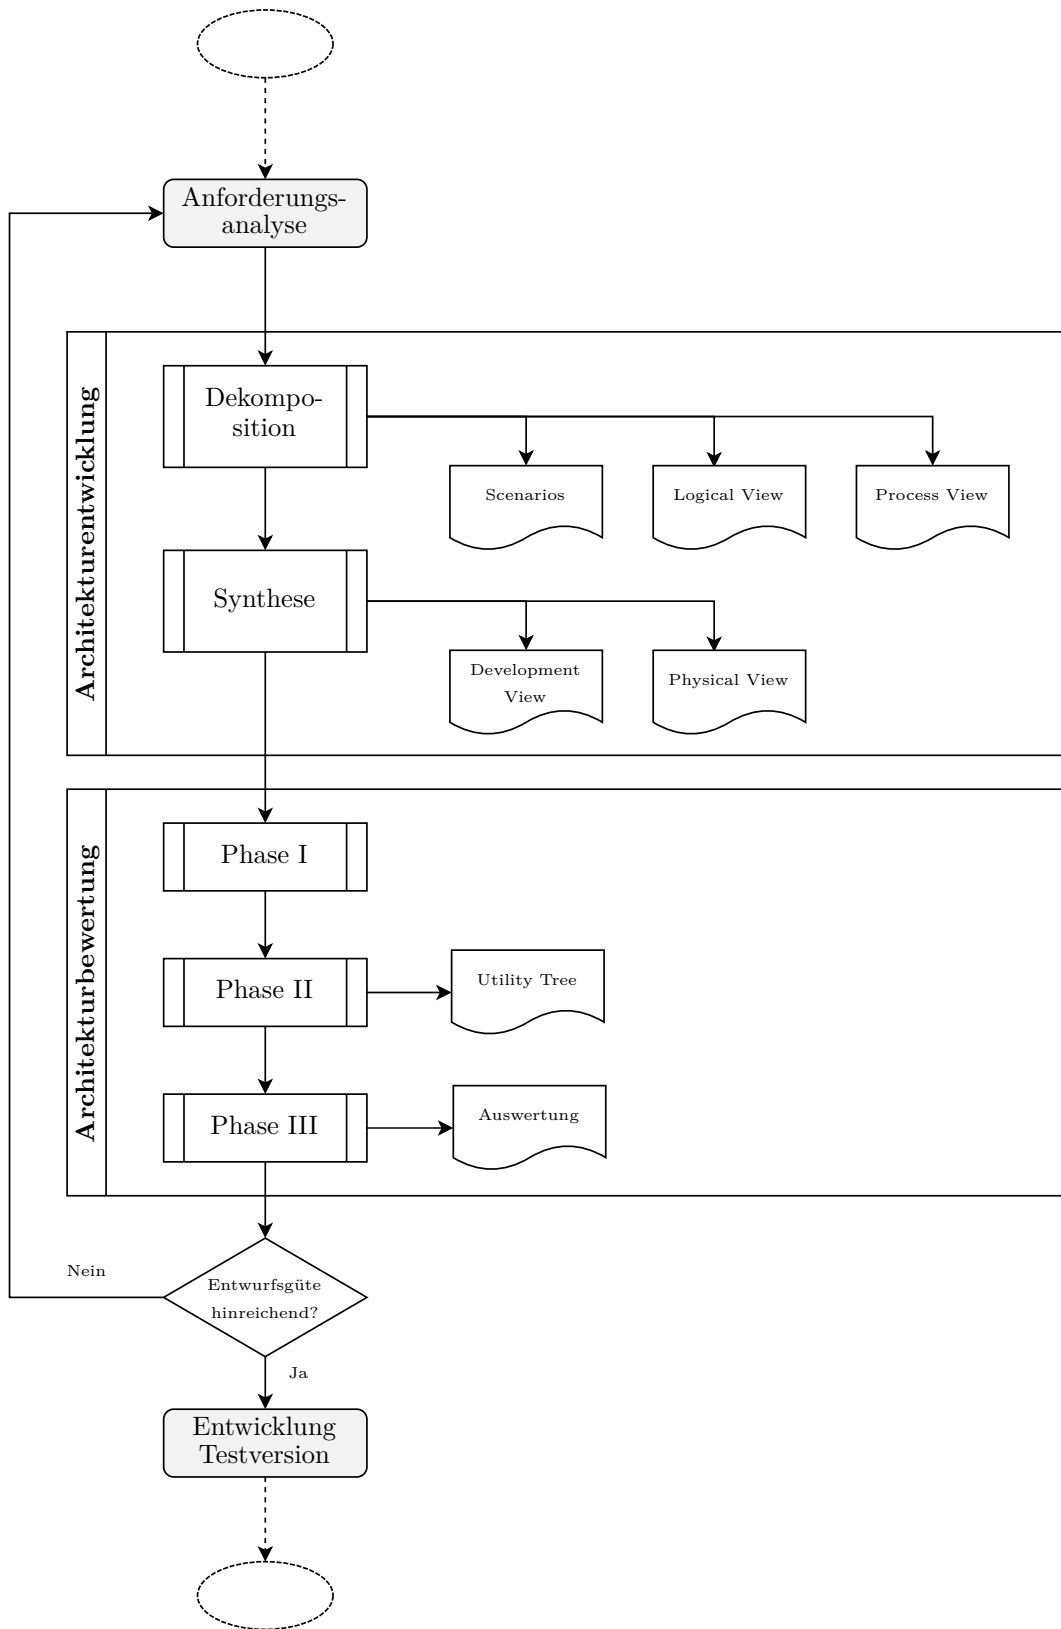 Anforderungs-
analyse
Architekturentwicklung
Dekompo-
sition
Scenarios
Logical View
Process View
Synthese
Development
View
Physical View
Architekturbewertung
Phase I
Phase II
Utility Tree
Phase III
Auswertung
Nein
Entwurfsgüte
hinreichend?
Ja
Entwicklung
Testversion